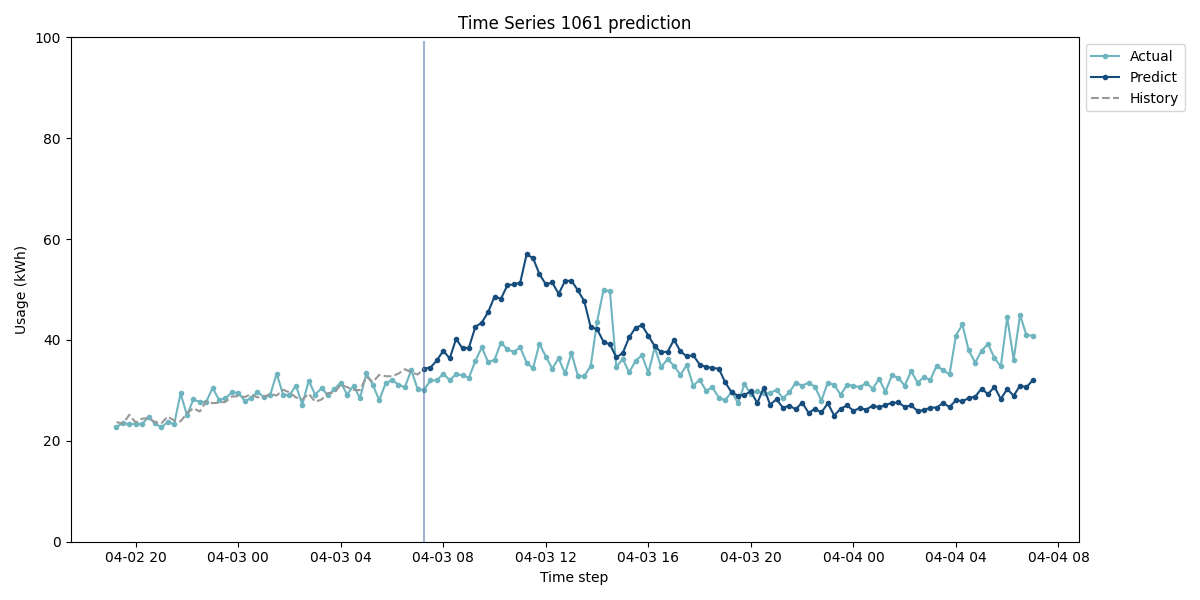 Time Series 1061 prediction
Usage (kWh)
100
80
60
40
20
0
04-02 20
04-03 00
04-03 04
04-03 08
04-03 12
04-03 16
04-03 20
04-04 00
04-04 04
04-04 08
Time step
Actual
Predict
History